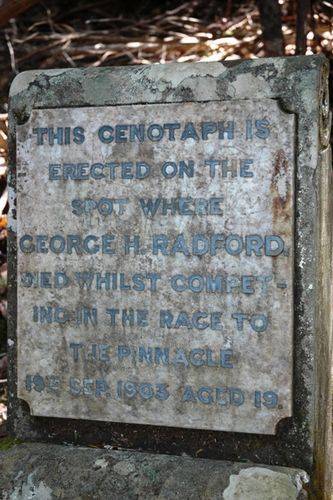 THIS CENOTAPH IS
ERECTED ON THE
SPOT WHERE
GEORGE H. RADFORD.
DIED WHILST COMPET-
ING IN THE RACE TO
THE PINNACLE
19TH SEP. 1903 AGED 19.